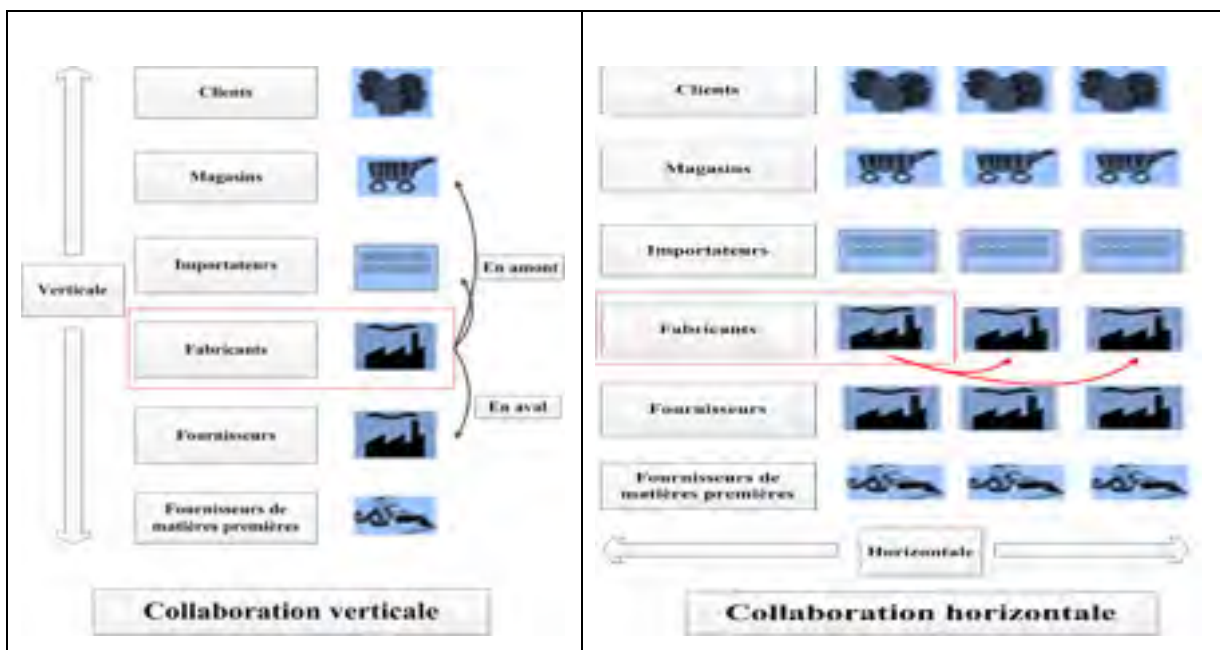 Clients
Magasins
Importateurs
En amont
Verticale
Fabricants
En aval
Fournisseurs
Fournisseurs de
matières premières
Collaboration verticale
Clients
Magasins
Importateurs
Fabricants
Fournisseurs
Fournisseurs de
matières premières
Horizontale
Collaboration horizontale